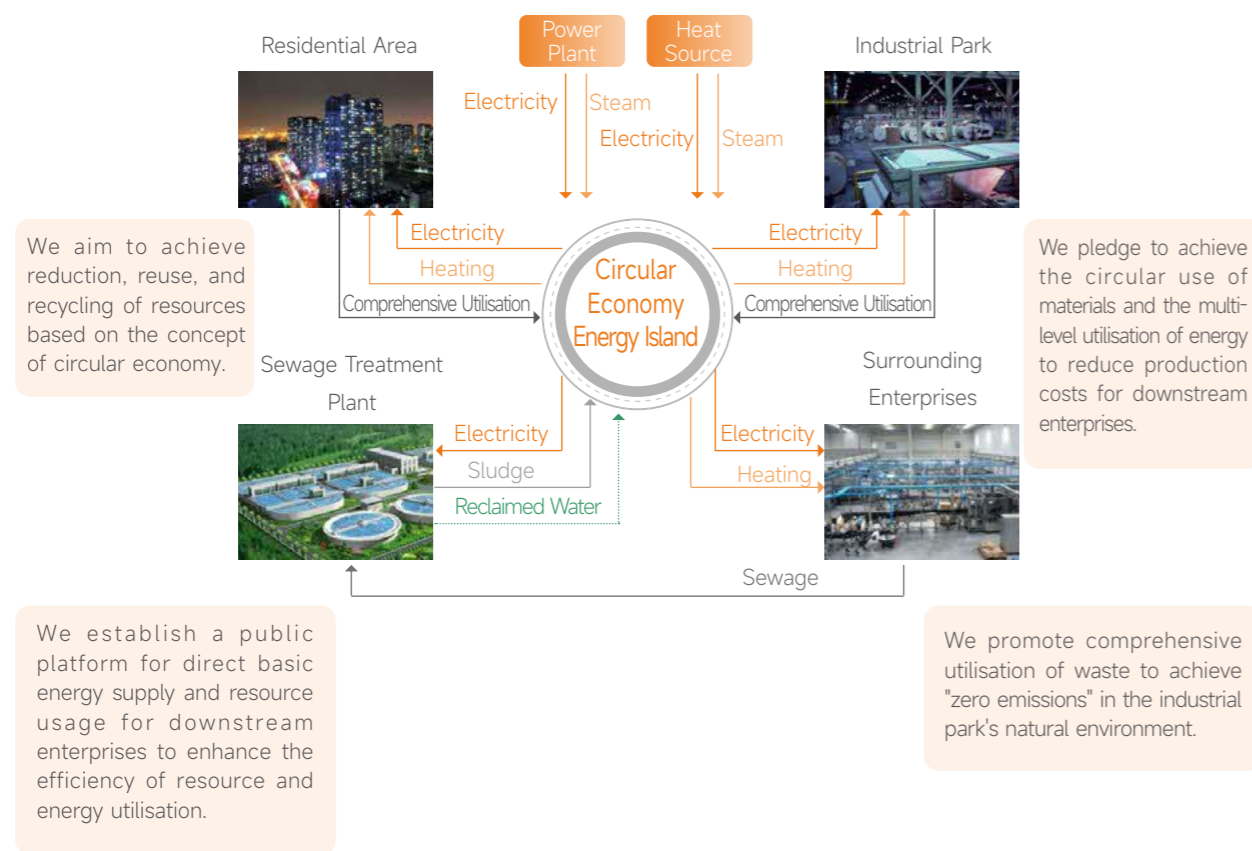 Residential Area
Power
Plant
Heat
Source
Industrial Park
Electricity
Steam
Electricity
Steam
We aim to achieve
reduction, reuse, and
recycling of resources
based on the concept
of circular economy.
Electricity
Heating
Comprehensive Utilisation
Circular
Economy
Energy Island
Electricity
Heating
Comprehensive Utilisation
We pledge to achieve
the circular use of
materials and the multi-
level utilisation of energy
to reduce production
costs for downstream
enterprises.
Sewage Treatment
Plant
Electricity
Sludge
Reclaimed Water
Surrounding
Enterprises
Electricity
Heating
Sewage
We establish a public
platform for direct basic
energy supply and resource
usage for downstream
enterprises to enhance the
efficiency of resource and
energy utilisation.
We promote comprehensive
utilisation of waste to achieve
"zero emissions" in the industrial
park's natural environment.